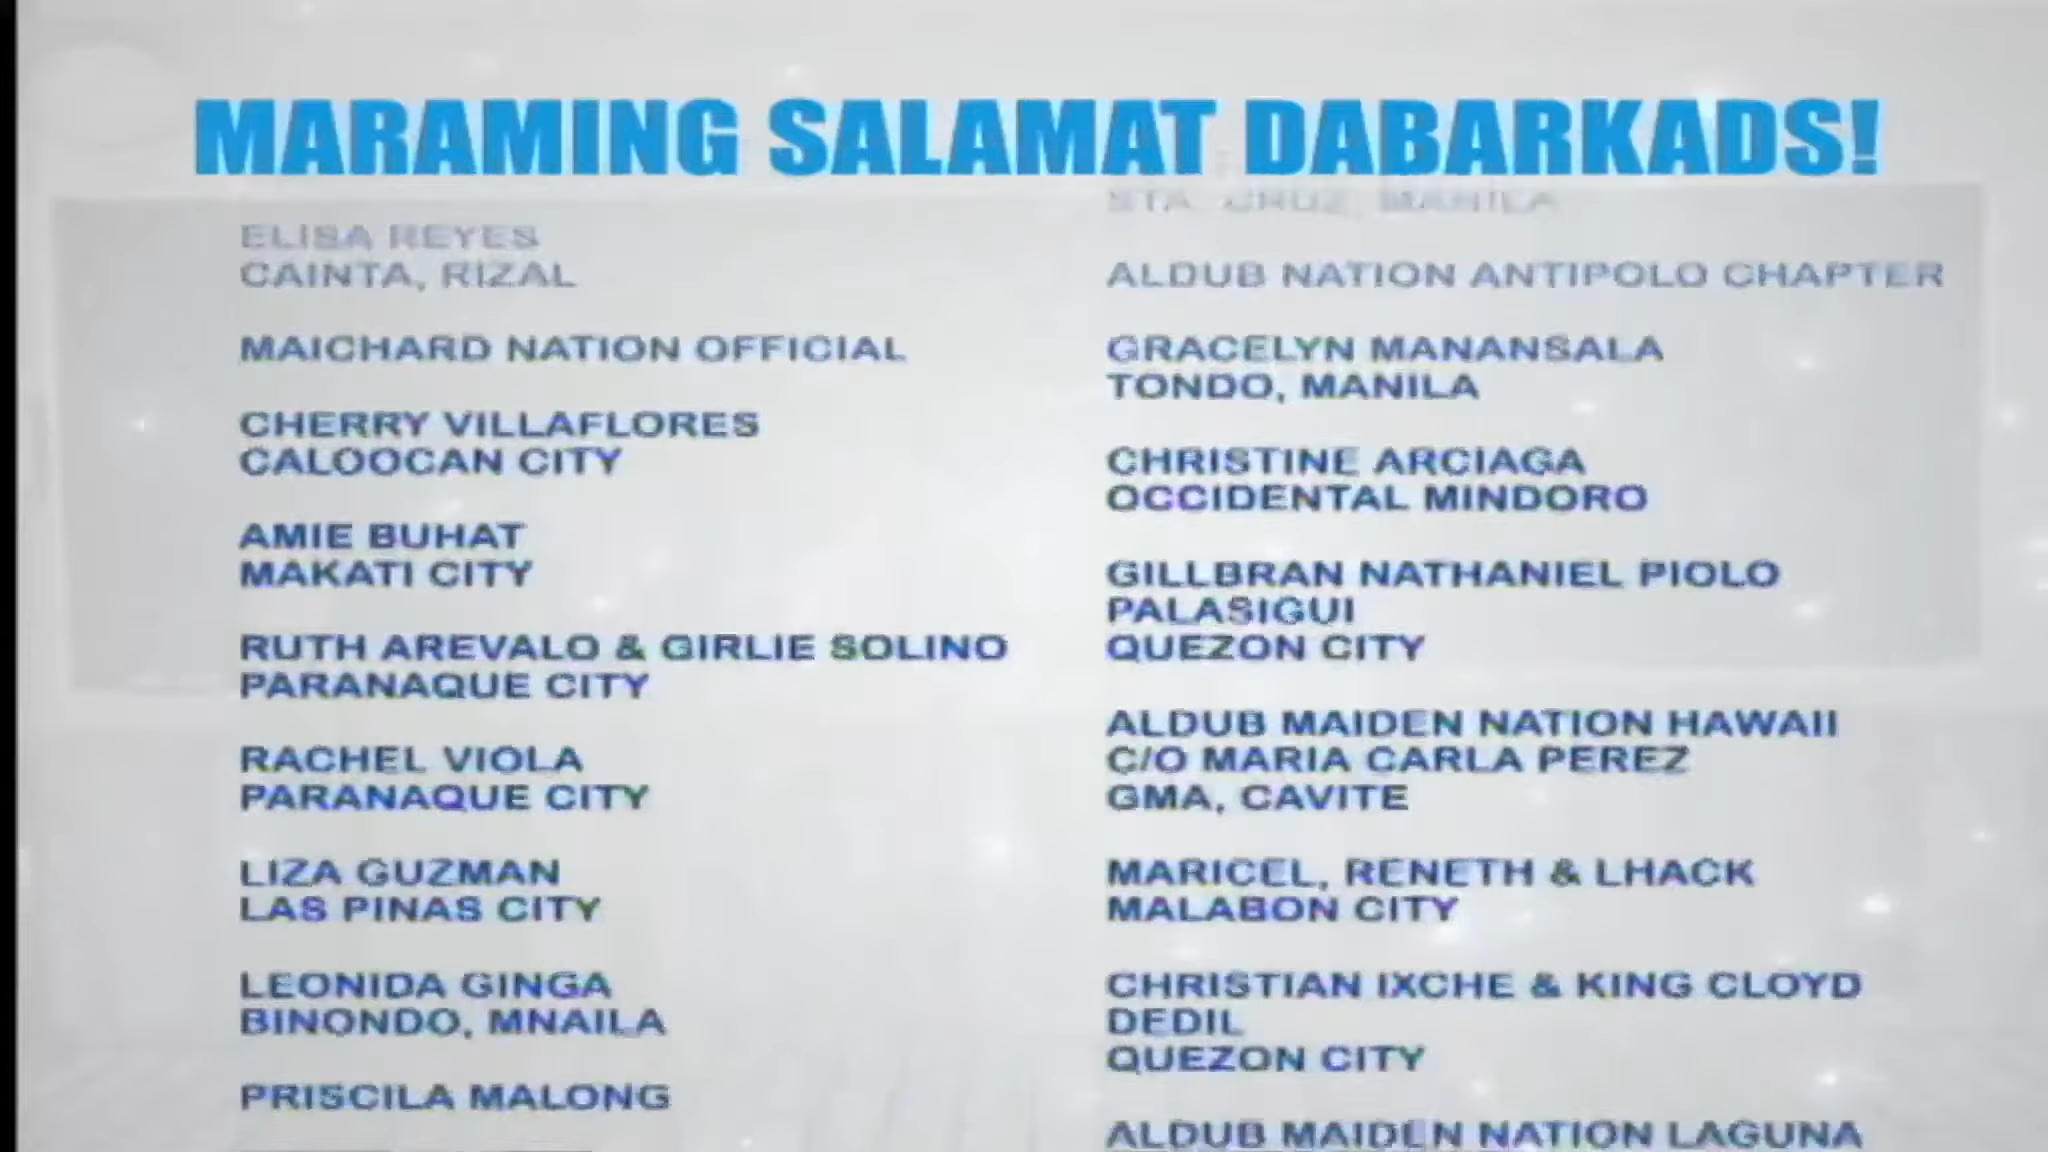 MARAMING SALAMAT DABARKADS!
ELISA REYES
CAINTA, RIZAL
MAICHARD NATION OFFICIAL
CHERRY VILLAFLORES
CALOOCAN CITY
AMIE BUHAT
MAKATI CITY
RUTH AREVALO & GIRLIE SOLINO
PARANAQUE CITY
RACHEL VIOLA
PARANAQUE CITY
LIZA GUZMAN
LAS PINAS CITY
LEONIDA GINGA
BINONDO, MNAILA
PRISCILA MALONG
STA. CRUZ, MANILA
ALDUB NATION ANTIPOLO CHAPTER
GRACELYN MANANSALA
TONDO, MANILA
CHRISTINE ARCIAGA
OCCIDENTAL MINDORO
GILLBRAN NATHANIEL PIOLO
PALASIGUI
QUEZON CITY
ALDUB MAIDEN NATION HAWAII
C/O MARIA CARLA PEREZ
GMA, CAVITE
MARICEL, RENETH & LHACK
MALABON CITY
CHRISTIAN IXCHE & KING CLOYD
DEDIL
QUEZON CITY
ALDUB MAIDEN NATION LAGUNA